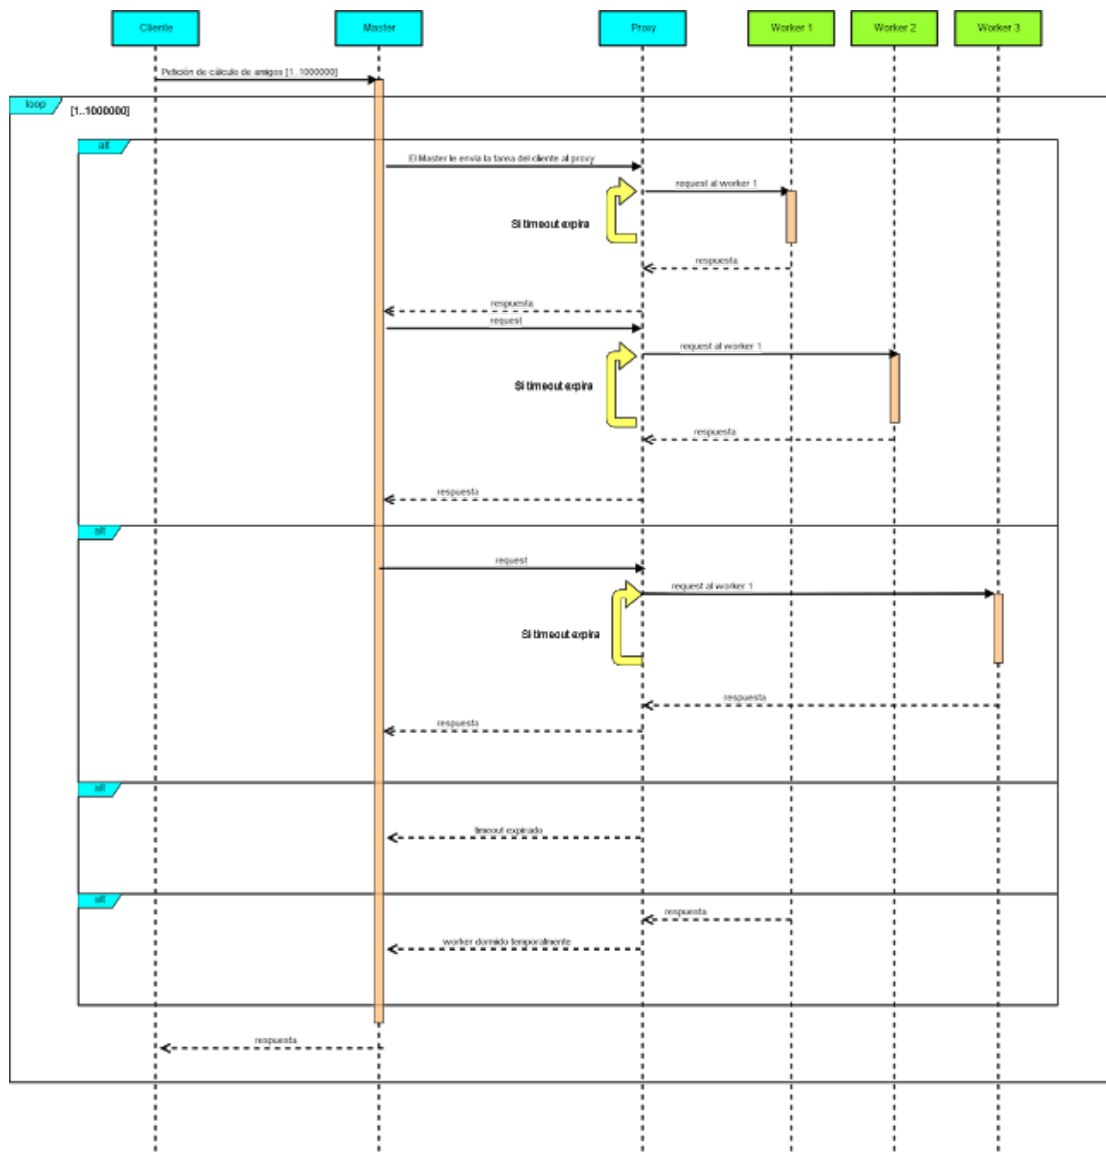 Cliente
Master
Proxy
Worker 1
Worker 2
Worker 3
Petición de cálculo de amigos [1..1000000]
loop
[1..1000000]
alt
El Master le envia la tarea del cliente al proxy
request al worker 1
Si timeout expira
respuesta
respuesta
request
request al worker 1
Si timeout expira
respuesta
respuesta
alt
request
request al worker 1
Si timeout expira
respuesta
respuesta
alt
timeout expirado
alt
respuesta
worker dormido temporalmente
respuesta